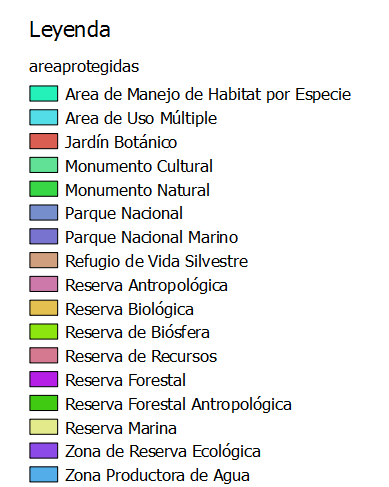 Leyenda
areaprotegidas
Area de Manejo de Habitat por Especie
Area de Uso Múltiple
Jardín Botánico
Monumento Cultural
Monumento Natural
Parque Nacional
Parque Nacional Marino
Refugio de Vida Silvestre
Reserva Antropológica
Reserva Biológica
Reserva de Biósfera
Reserva de Recursos
Reserva Forestal
Reserva Forestal Antropológica
Reserva Marina
Zona de Reserva Ecológica
Zona Productora de Agua